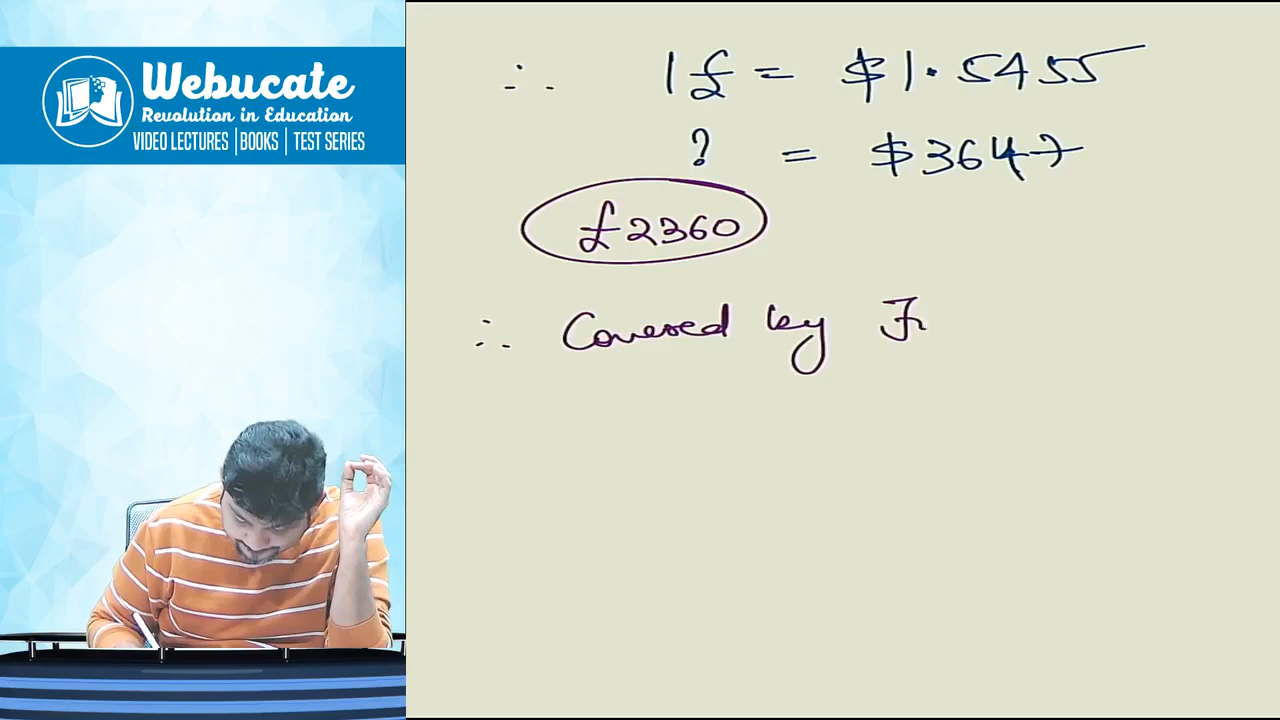 Webucate
Revolution in Education
VIDEO LECTURES | BOOKS | TEST SERIES
∴ 1£ = $1.5455
? = $3647
£2360
∴ Covered by